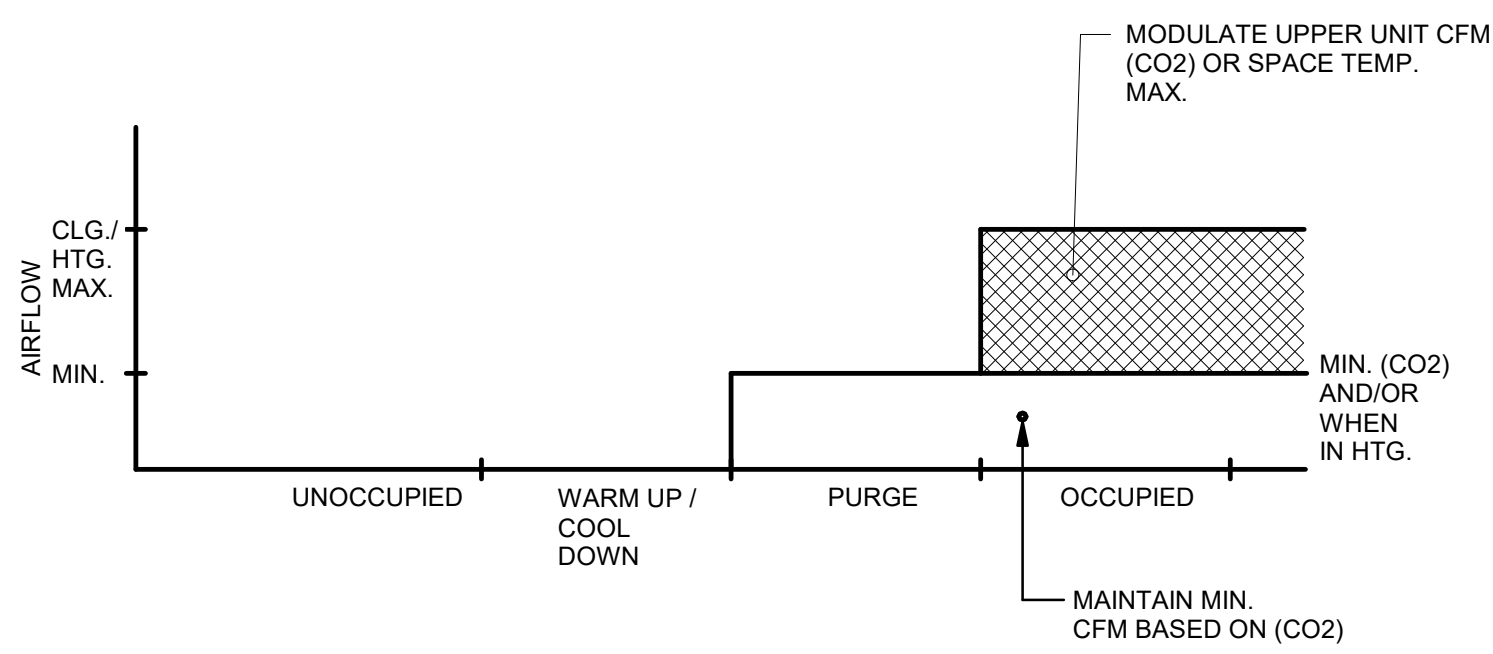 MODULATE UPPER UNIT CFM
(CO2) OR SPACE TEMP.
MAX.
CLG./
HTG.
MAX.
AIRFLOW
MIN.
MIN. (CO2)
AND/OR
WHEN
IN HTG.
UNOCCUPIED
WARM UP /
COOL
DOWN
PURGE
OCCUPIED
MAINTAIN MIN.
CFM BASED ON (CO2)